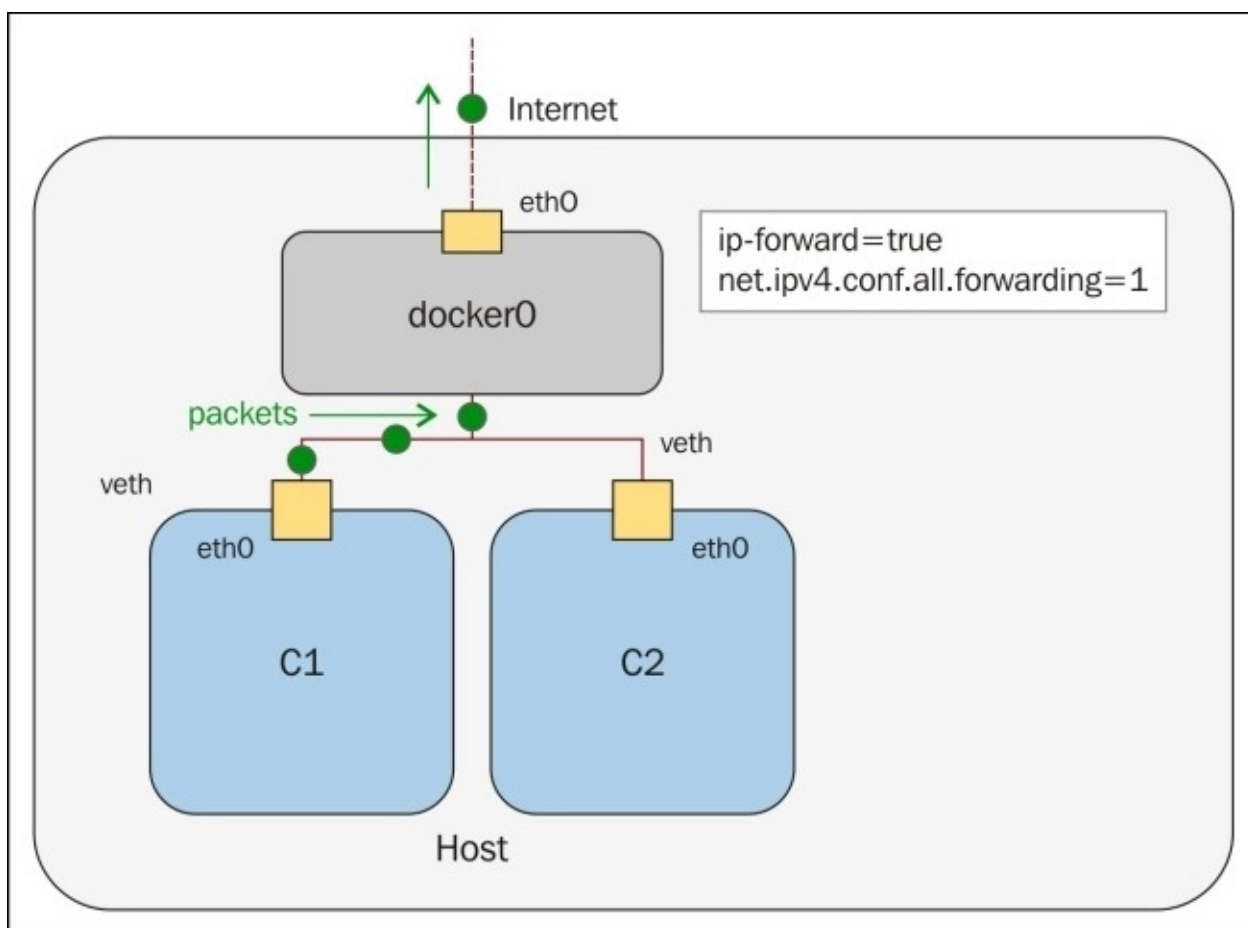 Internet
eth0
ip-forward=true
net.ipv4.conf.all.forwarding=1
docker0
packets
veth
veth
eth0
eth0
C1
C2
Host